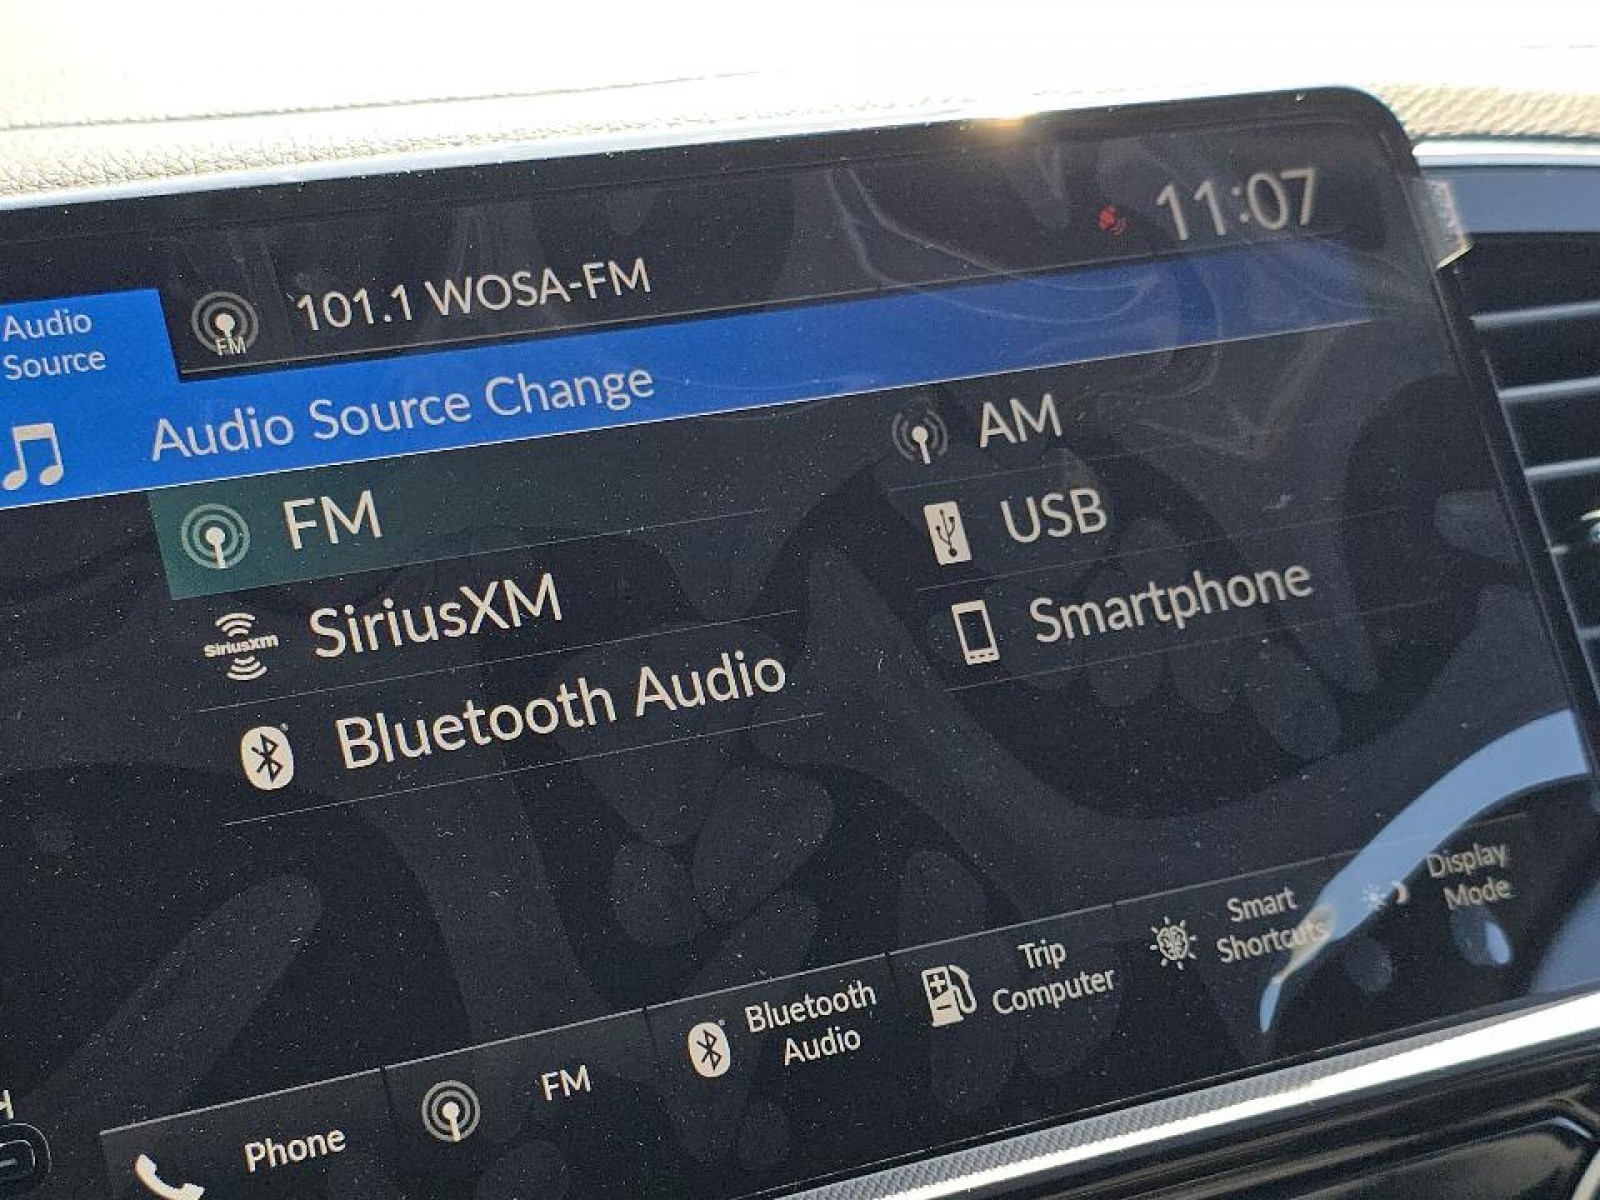 11:07
101.1 WOSA-FM
FM
Audio
Source
Audio Source Change
FM
AM
SiriusXM
SiriusXM
USB
Bluetooth Audio
Smartphone
Phone
FM
Bluetooth
Audio
Trip
Computer
Smart
Shortcuts
Display
Mode